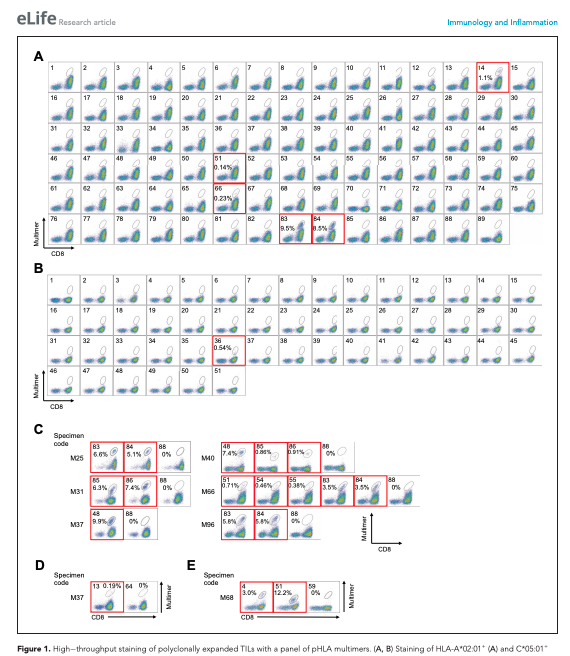 eLife Research article
Immunology and Inflammation
A
1 2 3 4 5 6 7 8 9 10 11 12 13 14 15
1.1%
16 17 18 19 20 21 22 23 24 25 26 27 28 29 30
31 32 33 34 35 36 37 38 39 40 41 42 43 44 45
46 47 48 49 50 51 52 53 54 55 56 57 58 59 60
0.14%
61 62 63 64 65 66 67 68 69 70 71 72 73 74 75
0.23%
76 77 78 79 80 81 82 83 84 85 86 87 88 89
9.5% 8.5%
Multimer
CD8
B
1 2 3 4 5 6 7 8 9 10 11 12 13 14 15
16 17 18 19 20 21 22 23 24 25 26 27 28 29 30
31 32 33 34 35 36 37 38 39 40 41 42 43 44 45
0.54%
46 47 48 49 50 51
Multimer
CD8
C
Specimen code
M25
83 84 88
6.6% 5.1% 0%
M31
85 86 88
6.3% 7.4% 0%
M37
48 88
9.9% 0%
M40
48 85 86 88
7.4% 0.86% 0.91% 0%
M66
51 54 55 83 84 88
0.71% 0.46% 0.38% 3.5% 3.5% 0%
M96
83 84 88
5.8% 5.8% 0%
Multimer
CD8
D
Specimen code
M37
13 0.19% 64 0%
Multimer
CD8
E
Specimen code
M68
4 51 59
3.0% 12.2% 0%
Multimer
CD8
Figure 1. High−throughput staining of polyclonally expanded TILs with a panel of pHLA multimers. (A, B) Staining of HLA-A*02:01⁺ (A) and C*05:01⁺